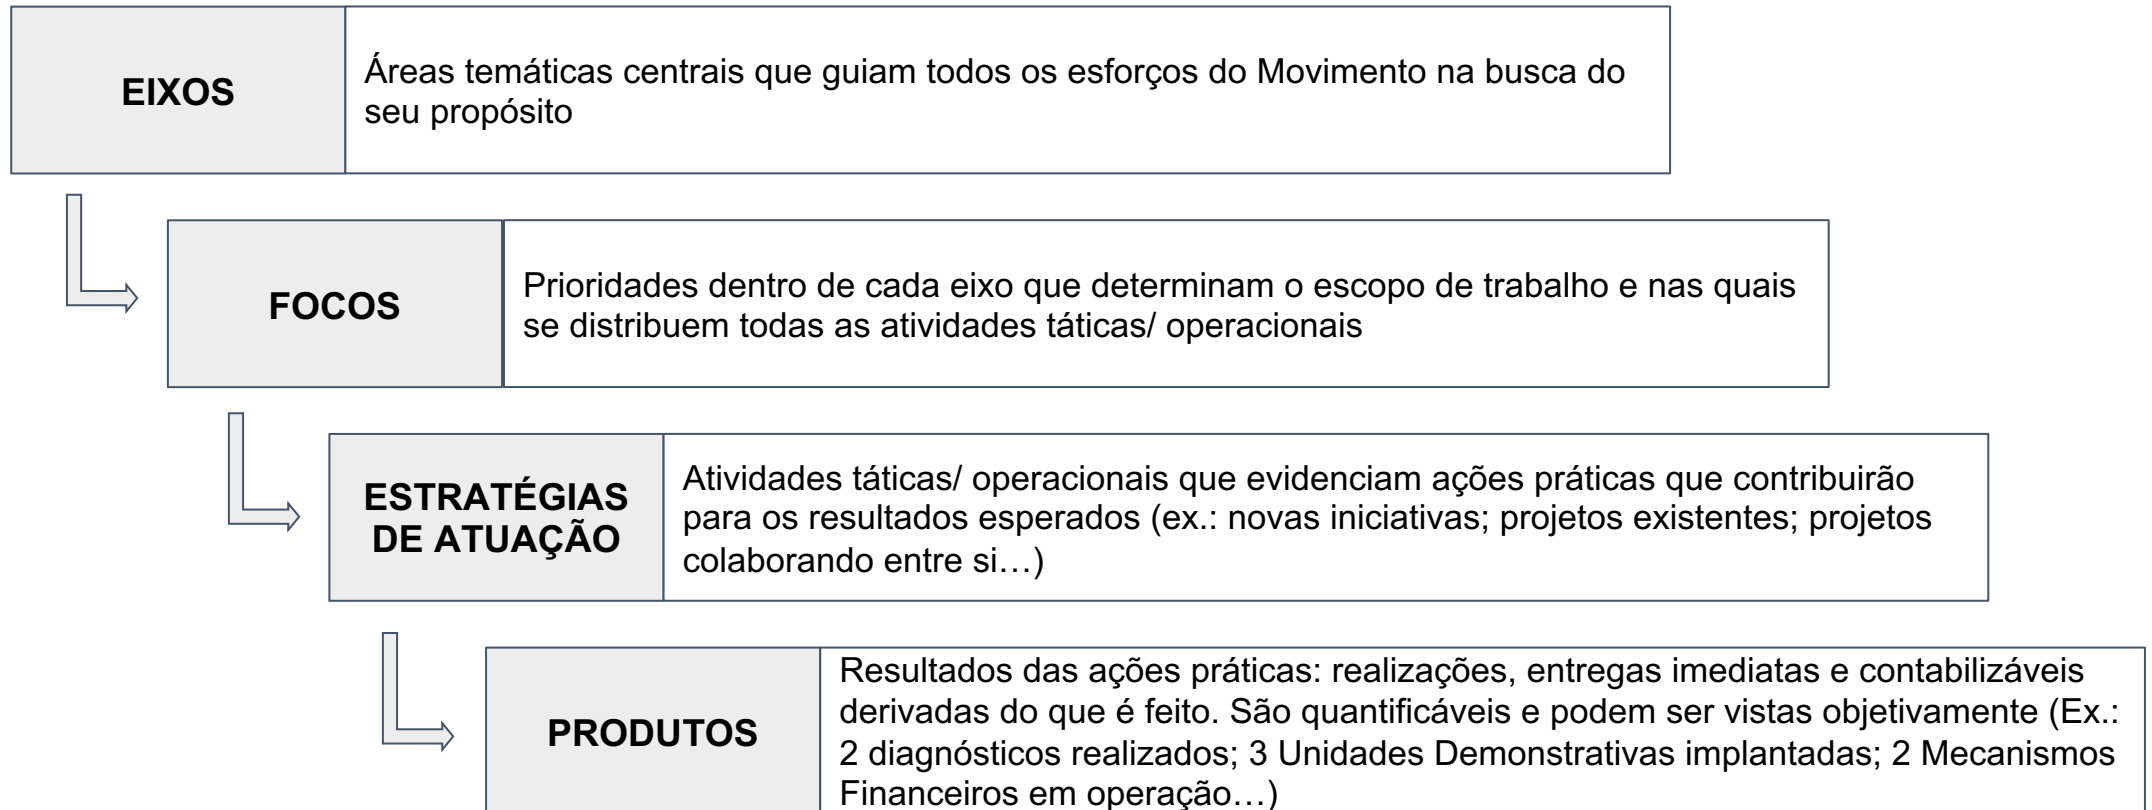 EIXOS
Áreas temáticas centrais que guiam todos os esforços do Movimento na busca do
seu propósito
FOCOS
Prioridades dentro de cada eixo que determinam o escopo de trabalho e nas quais
se distribuem todas as atividades táticas/ operacionais
ESTRATÉGIAS
DE ATUAÇÃO
Atividades táticas/ operacionais que evidenciam ações práticas que contribuirão
para os resultados esperados (ex.: novas iniciativas; projetos existentes; projetos
colaborando entre si…)
PRODUTOS
Resultados das ações práticas: realizações, entregas imediatas e contabilizáveis
derivadas do que é feito. São quantificáveis e podem ser vistas objetivamente (Ex.:
2 diagnósticos realizados; 3 Unidades Demonstrativas implantadas; 2 Mecanismos
Financeiros em operação…)